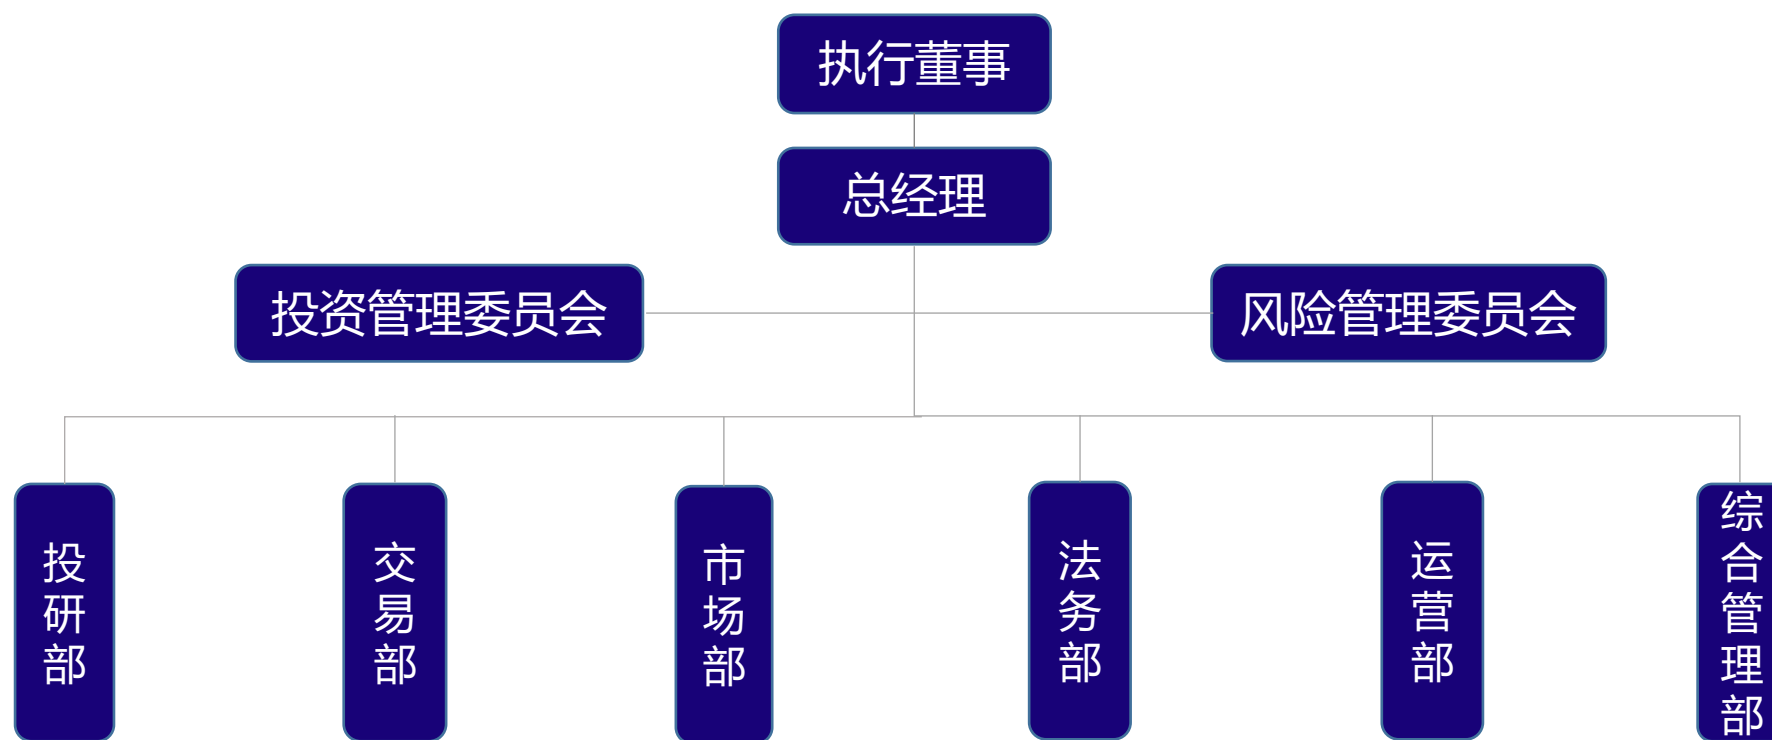 执行董事
总经理
投资管理委员会
风险管理委员会
投研部
交易部
市场部
法务部
运营部
综合管理部